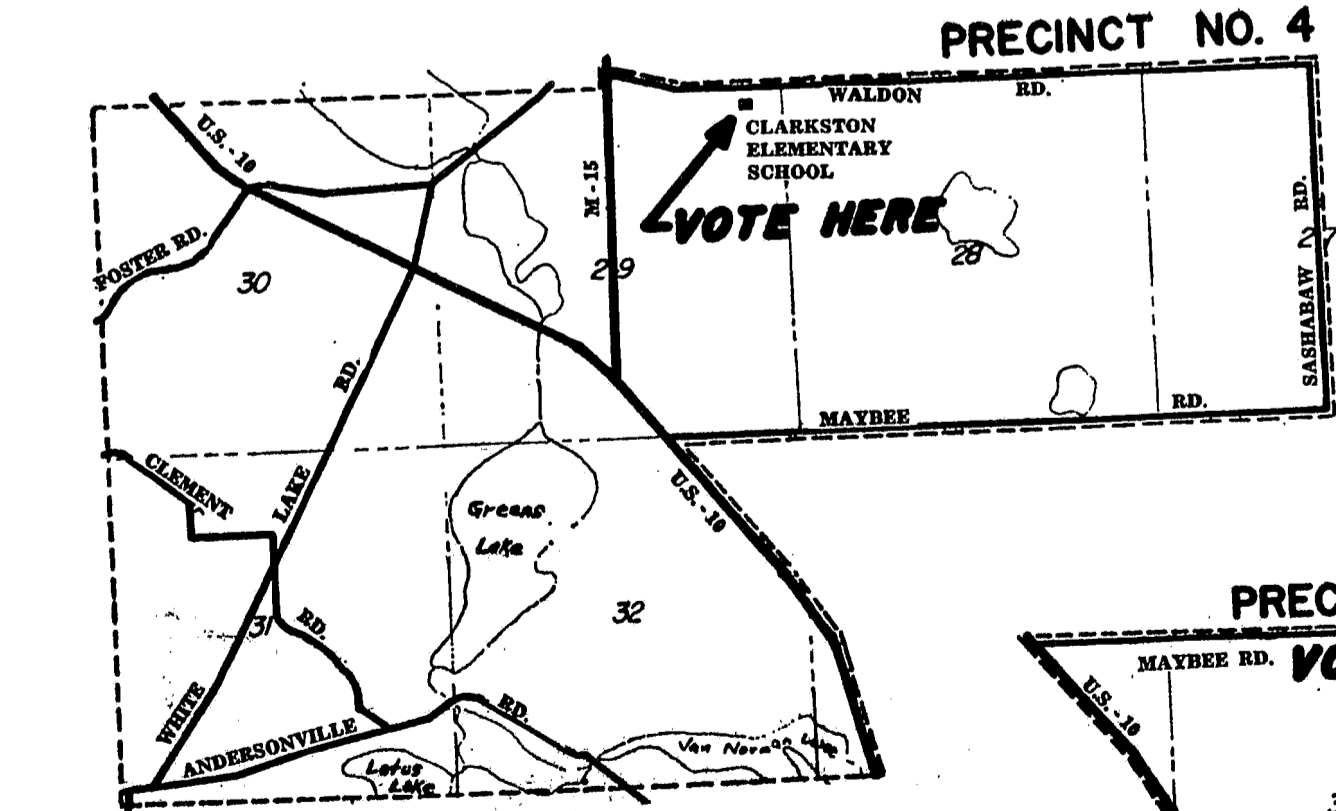 PRECINCT NO. 4
WALDON RD.
CLARKSTON
ELEMENTARY
SCHOOL
VOTE HERE
U.S. - 10
M - 15
FOSTER RD.
30
29
28
27
SASHABAW RD.
MAYBEE RD.
WHITE LAKE RD.
CLEMENT RD.
U.S. - 10
Greens
Lake
32
31
PREC
MAYBEE RD. VO
U.S. - 10
ANDERSONVILLE RD.
Van Norman Lake
Lotus
Lake